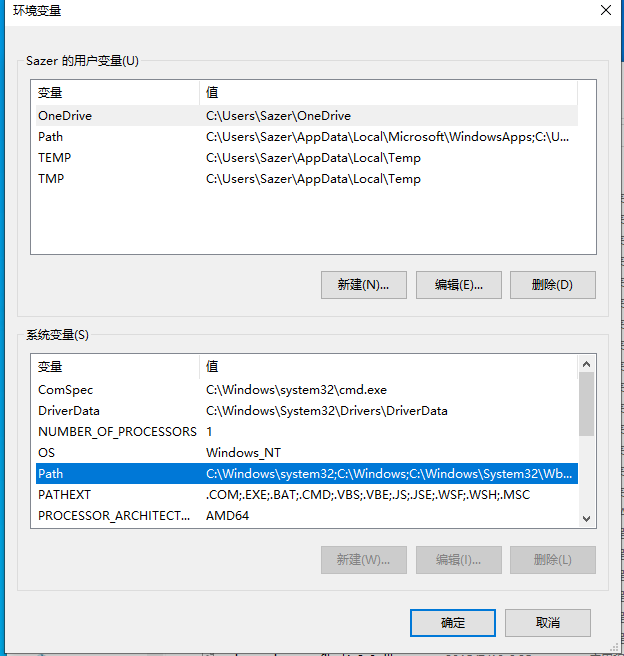 环境变量
Sazer 的用户变量(U)
变量 值
OneDrive C:\Users\Sazer\OneDrive
Path C:\Users\Sazer\AppData\Local\Microsoft\WindowsApps;C:\U...
TEMP C:\Users\Sazer\AppData\Local\Temp
TMP C:\Users\Sazer\AppData\Local\Temp
新建(N)... 编辑(E)... 删除(D)
系统变量(S)
变量 值
ComSpec C:\Windows\system32\cmd.exe
DriverData C:\Windows\System32\Drivers\DriverData
NUMBER_OF_PROCESSORS 1
OS Windows_NT
Path C:\Windows\system32;C:\Windows;C:\Windows\System32\Wb...
PATHEXT .COM;.EXE;.BAT;.CMD;.VBS;.VBE;.JS;.JSE;.WSF;.WSH;.MSC
PROCESSOR_ARCHITECT... AMD64
新建(W)... 编辑(I)... 删除(L)
确定 取消